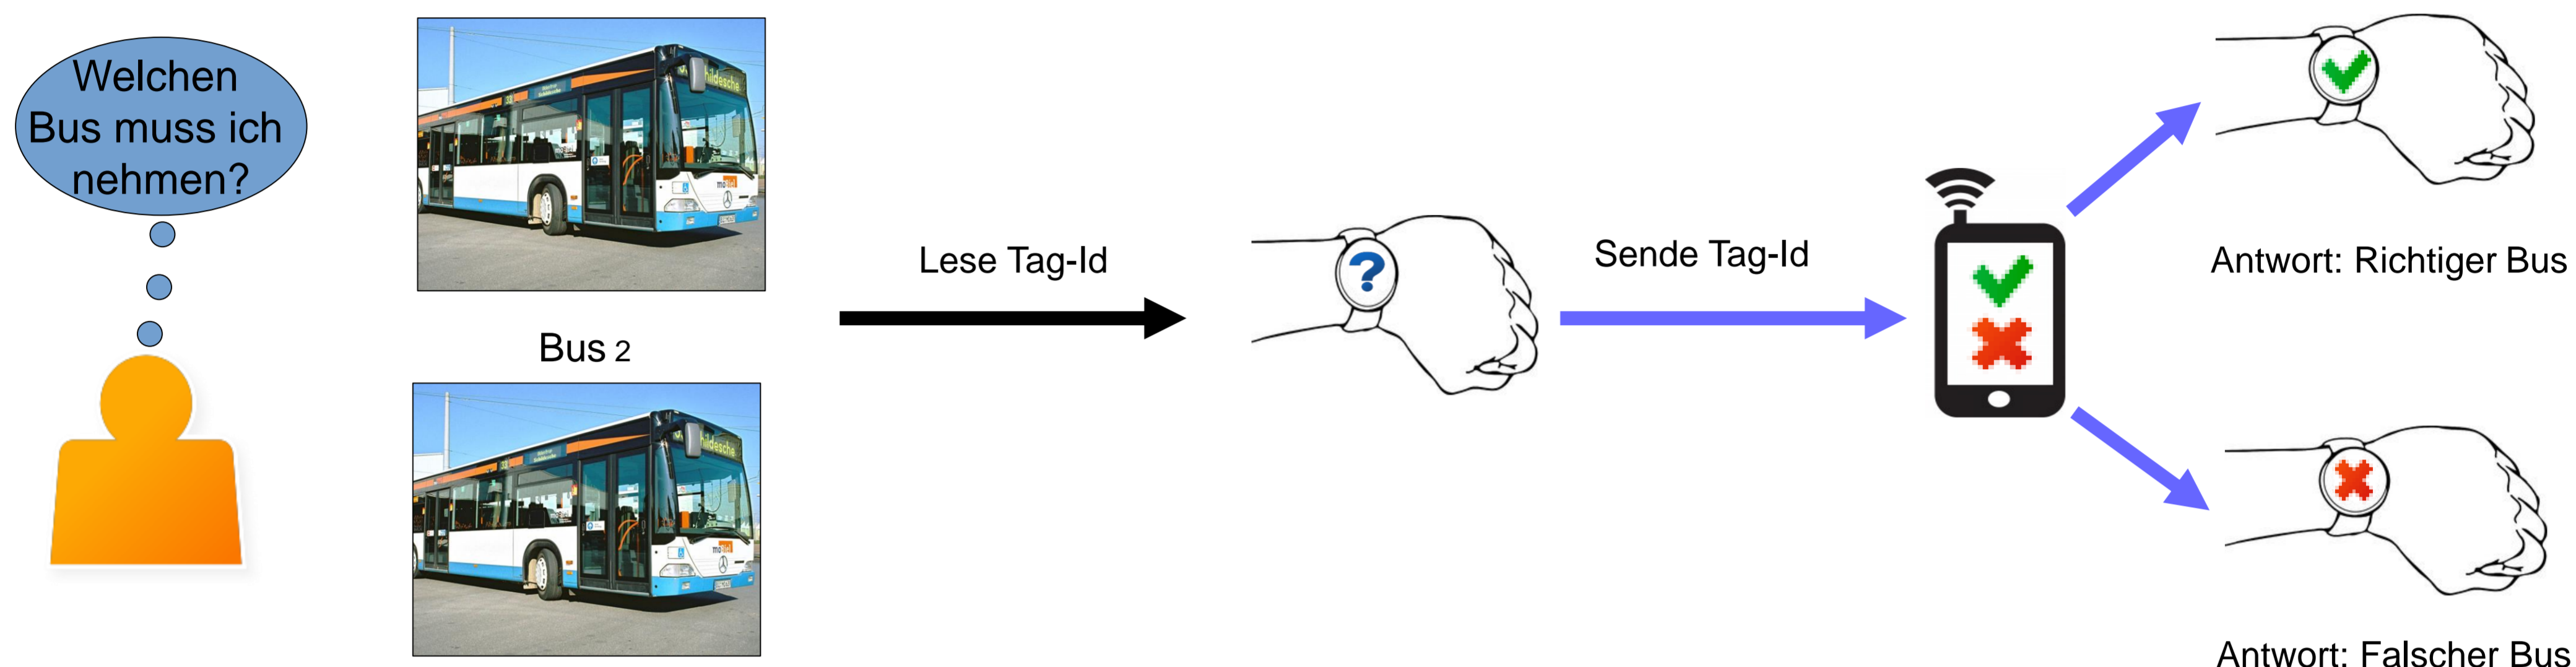 Welchen
Bus muss ich
nehmen?
Bus 2
Lese Tag-Id
Sende Tag-Id
Antwort: Richtiger Bus
Antwort: Falscher Bus